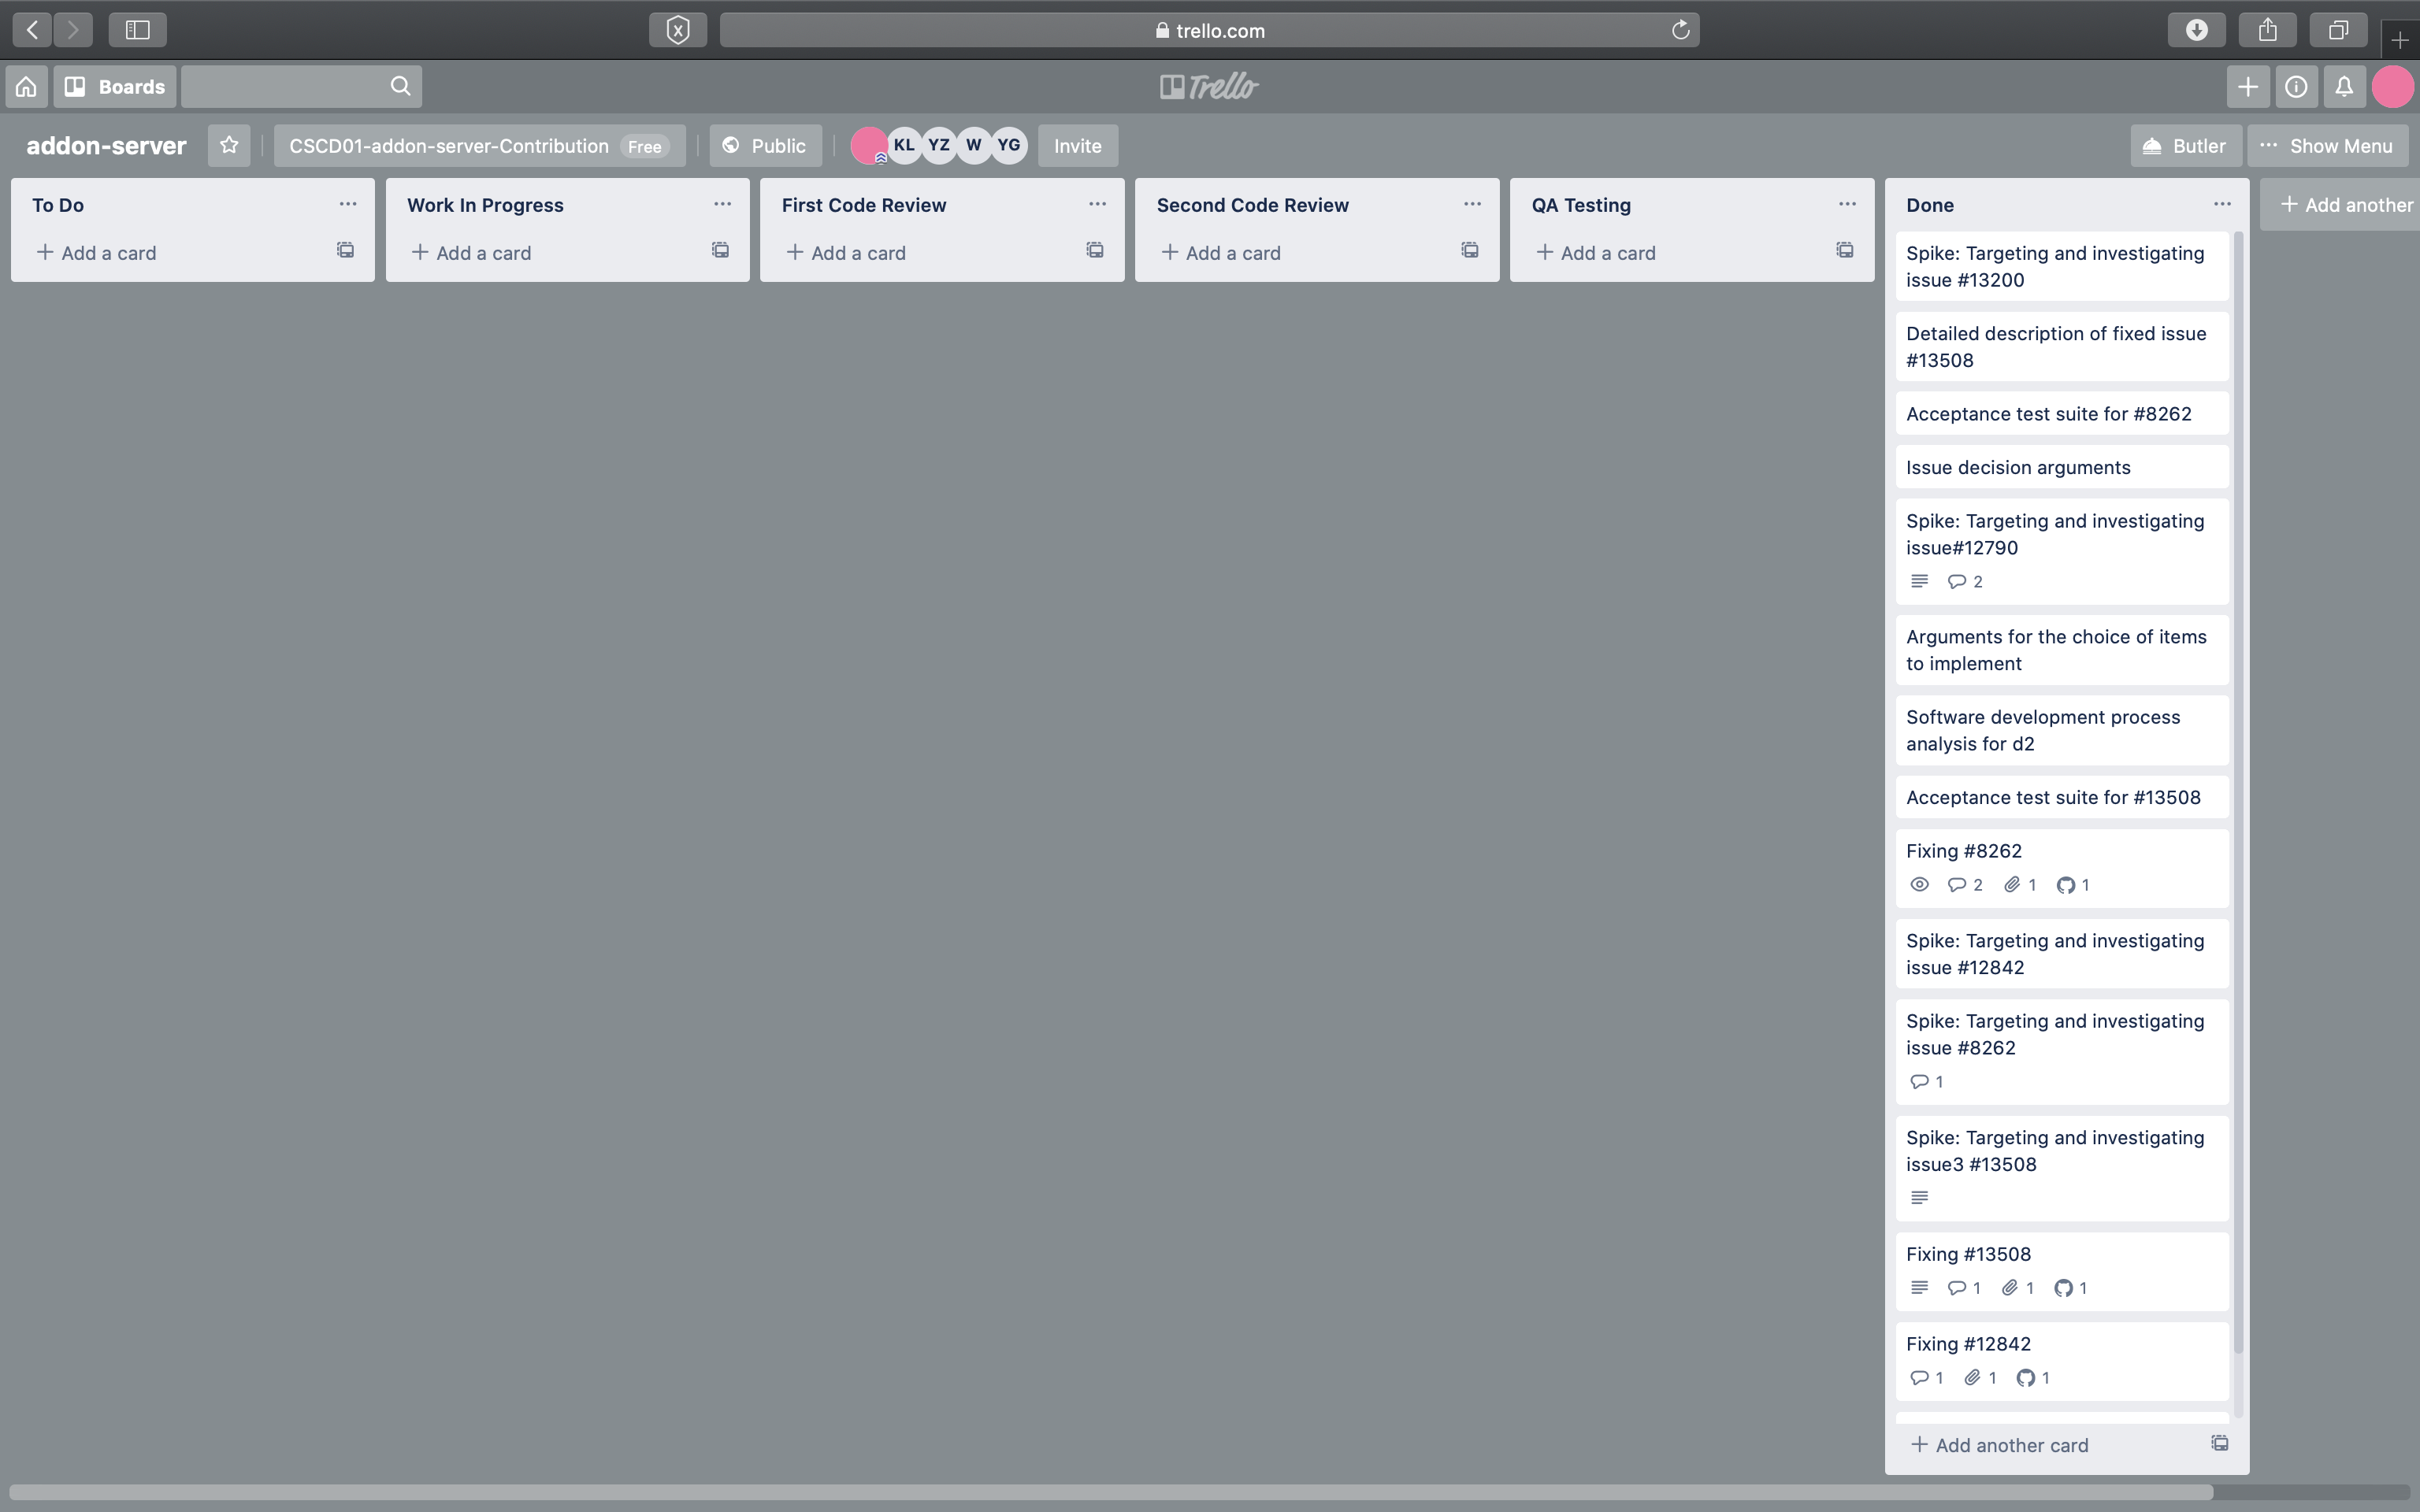 trello.com
Boards
Trello
addon-server
CSCD01-addon-server-Contribution Free
Public
KL YZ W YG
Invite
Butler
Show Menu
To Do
Add a card
Work In Progress
Add a card
First Code Review
Add a card
Second Code Review
Add a card
QA Testing
Add a card
Done
Spike: Targeting and investigating
issue #13200
Detailed description of fixed issue
#13508
Acceptance test suite for #8262
Issue decision arguments
Spike: Targeting and investigating
issue#12790
2
Arguments for the choice of items
to implement
Software development process
analysis for d2
Acceptance test suite for #13508
Fixing #8262
2 1 1
Spike: Targeting and investigating
issue #12842
Spike: Targeting and investigating
issue #8262
1
Spike: Targeting and investigating
issue3 #13508
Fixing #13508
1 1 1
Fixing #12842
1 1 1
Add another card
Add another